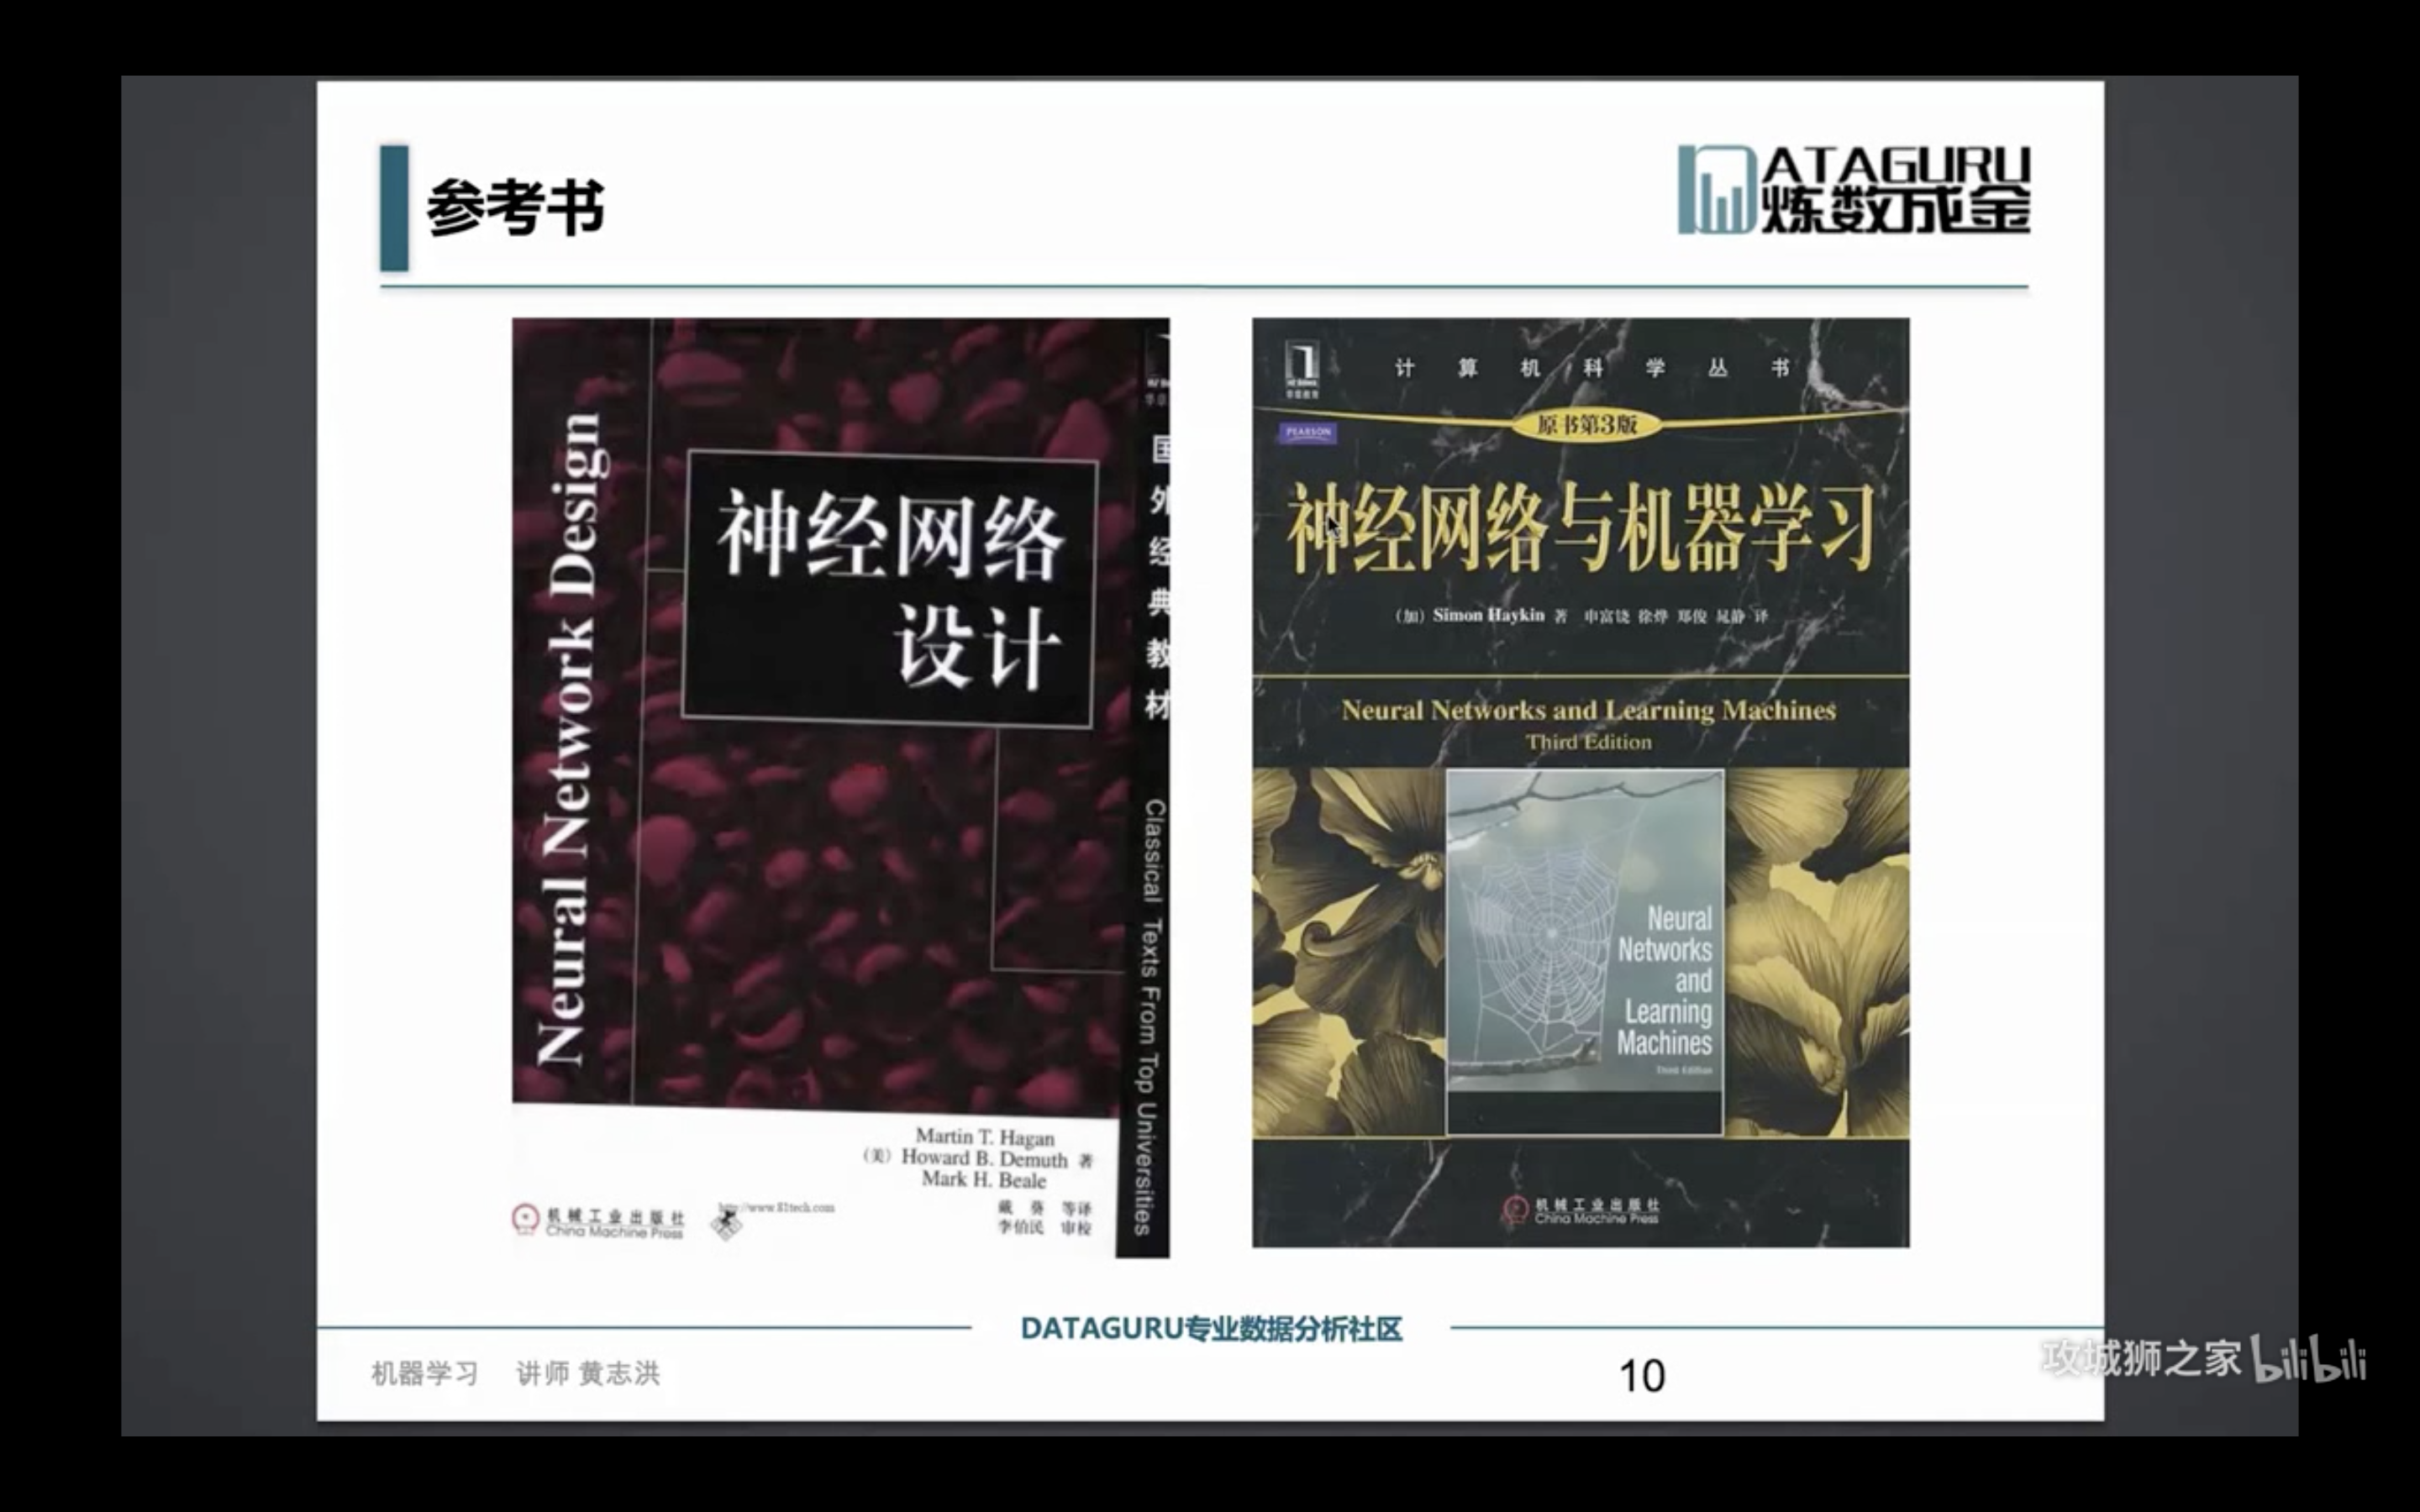 参考书
DATAGURU
炼数成金
Neural Network Design
神经网络
设计
国外经典教材
Classical Texts From Top Universities
Martin T. Hagan
(美) Howard B. Demuth 著
Mark H. Beale
戴 葵 等译
李伯民 审校
机械工业出版社
China Machine Press
计算机科学丛书
原书第3版
PEARSON
神经网络与机器学习
(加) Simon Haykin 著 申富饶 徐烨 郑俊 晁静 译
Neural Networks and Learning Machines
Third Edition
Neural
Networks
and
Learning
Machines
Third Edition
机械工业出版社
China Machine Press
DATAGURU专业数据分析社区
机器学习 讲师 黄志洪
10
攻城狮之家 bilibili